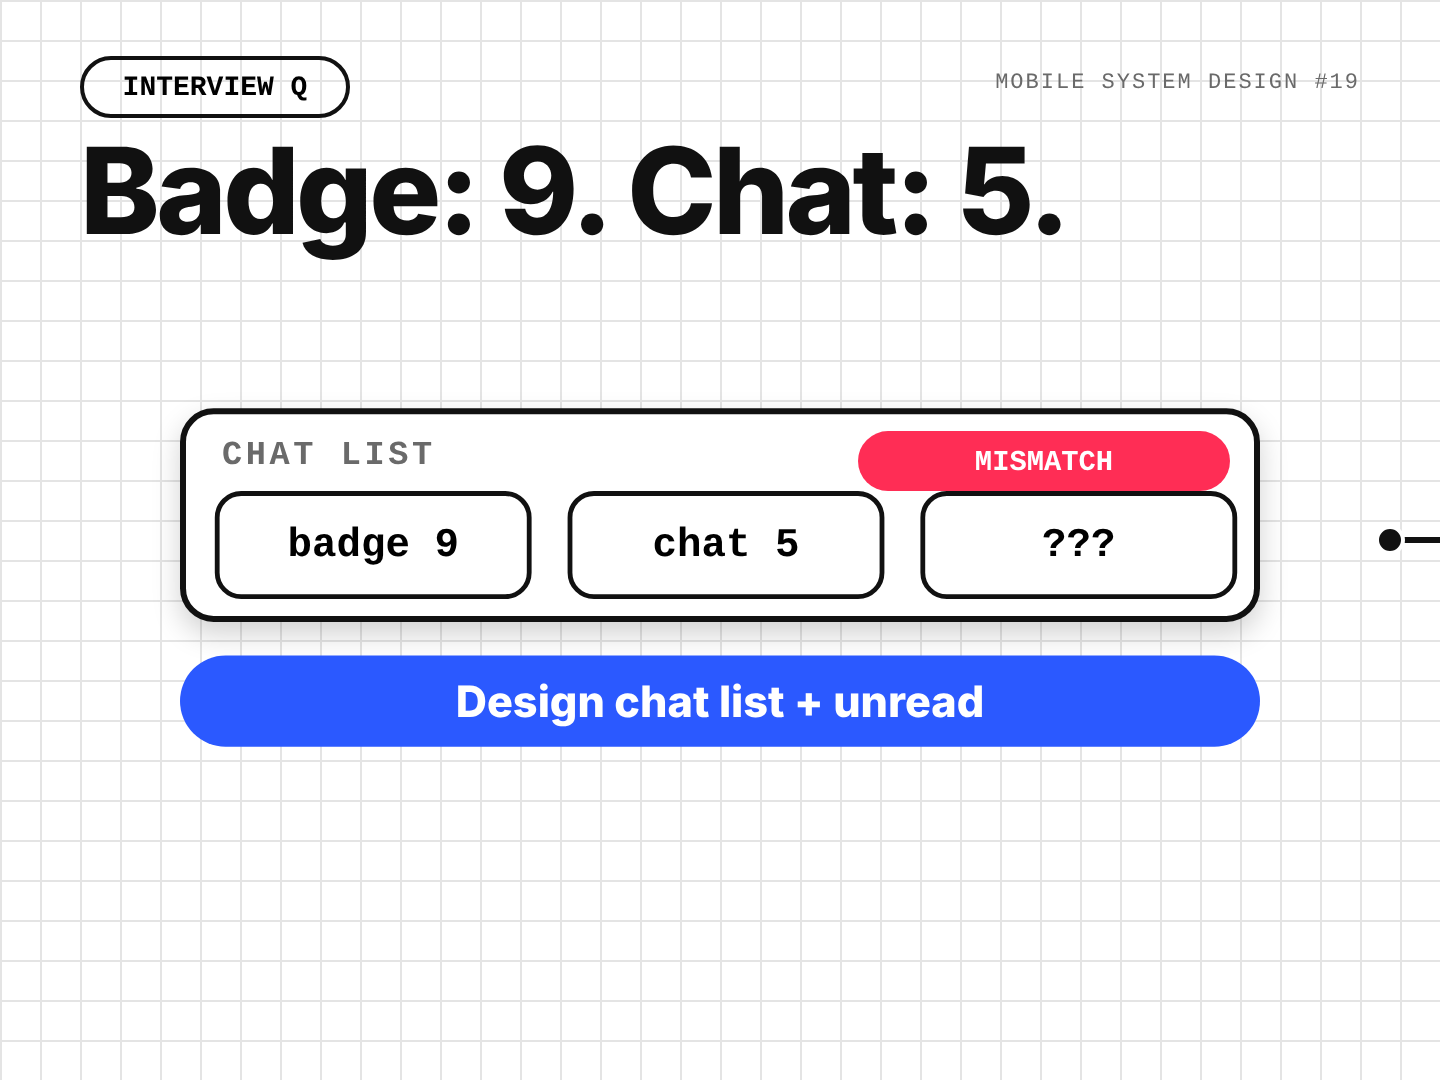 INTERVIEW Q
MOBILE SYSTEM DESIGN #19
Badge: 9. Chat: 5.
CHAT LIST
MISMATCH
badge 9
chat 5
???
Design chat list + unread